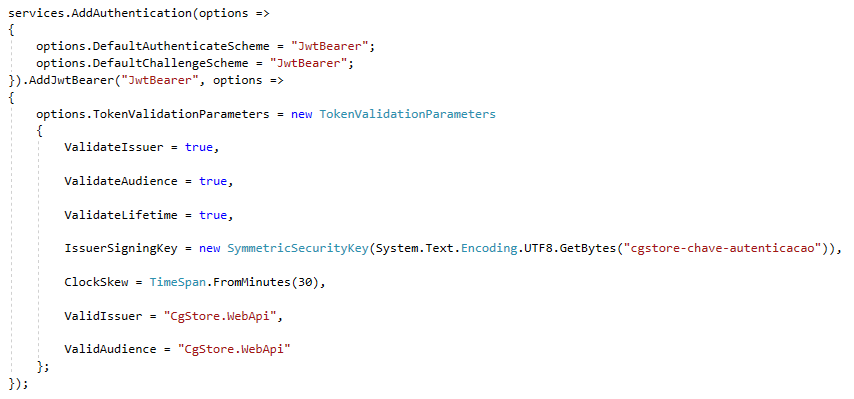 services.AddAuthentication(options =>
{
    options.DefaultAuthenticateScheme = "JwtBearer";
    options.DefaultChallengeScheme = "JwtBearer";
}).AddJwtBearer("JwtBearer", options =>
{
    options.TokenValidationParameters = new TokenValidationParameters
    {
        ValidateIssuer = true,
        ValidateAudience = true,
        ValidateLifetime = true,
        IssuerSigningKey = new SymmetricSecurityKey(System.Text.Encoding.UTF8.GetBytes("cgstore-chave-autenticacao")),
        ClockSkew = TimeSpan.FromMinutes(30),
        ValidIssuer = "CgStore.WebApi",
        ValidAudience = "CgStore.WebApi"
    };
});